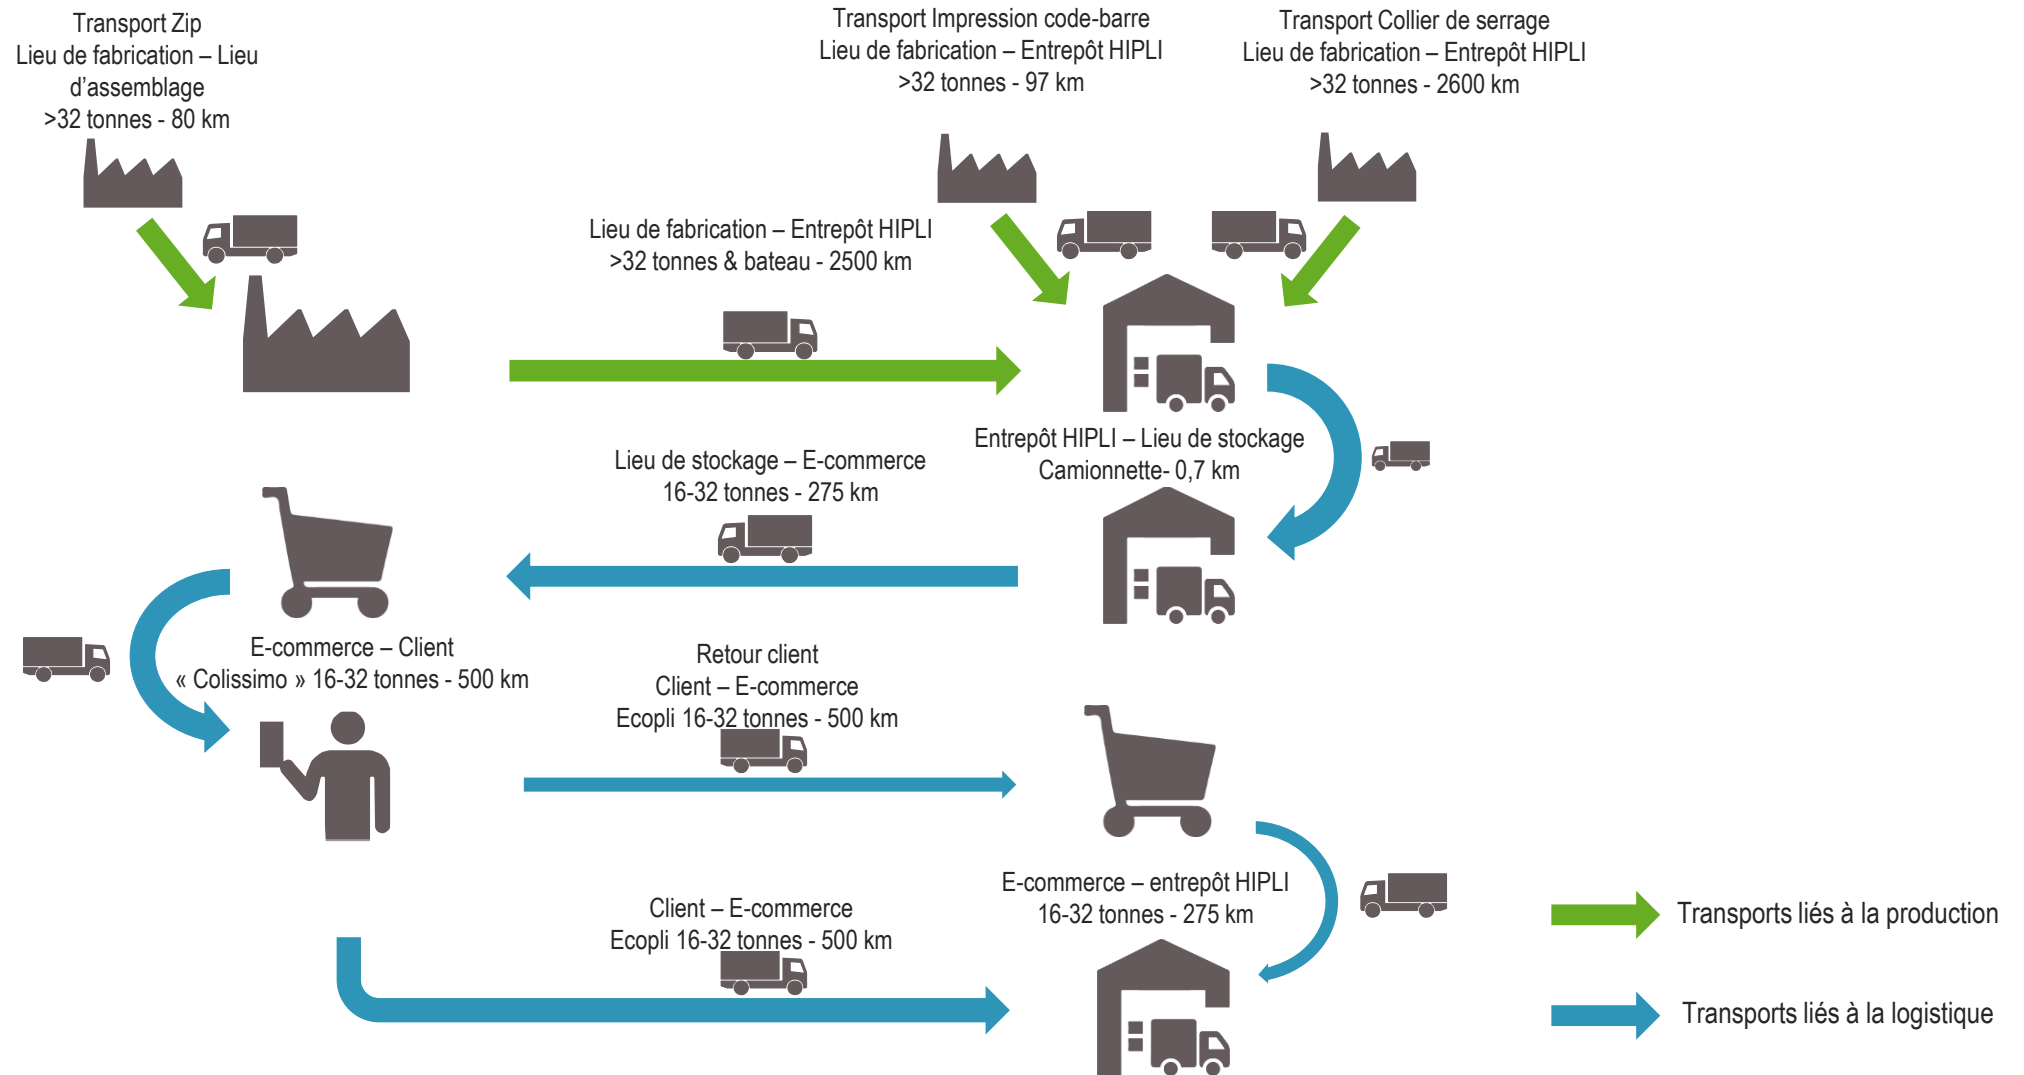 Transport Zip
Lieu de fabrication – Lieu
d’assemblage
>32 tonnes - 80 km
Transport Impression code-barre
Lieu de fabrication – Entrepôt HIPLI
>32 tonnes - 97 km
Transport Collier de serrage
Lieu de fabrication – Entrepôt HIPLI
>32 tonnes - 2600 km
Lieu de fabrication – Entrepôt HIPLI
>32 tonnes & bateau - 2500 km
Entrepôt HIPLI – Lieu de stockage
Camionnette- 0,7 km
Lieu de stockage – E-commerce
16-32 tonnes - 275 km
E-commerce – Client
« Colissimo » 16-32 tonnes - 500 km
Retour client
Client – E-commerce
Ecopli 16-32 tonnes - 500 km
E-commerce – entrepôt HIPLI
16-32 tonnes - 275 km
Client – E-commerce
Ecopli 16-32 tonnes - 500 km
Transports liés à la production
Transports liés à la logistique